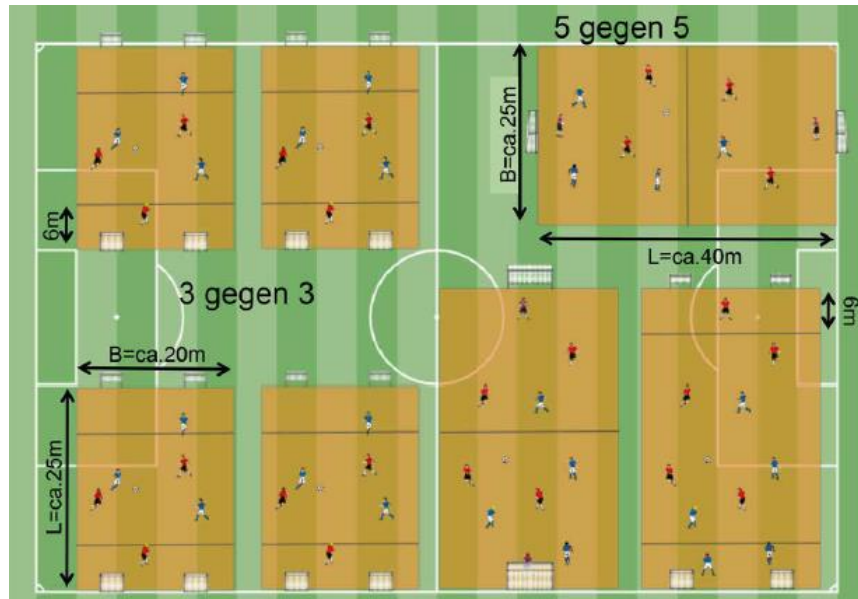 5 gegen 5
B=ca.25m
6m
L=ca.40m
3 gegen 3
6m
B=ca.20m
L=ca.25m